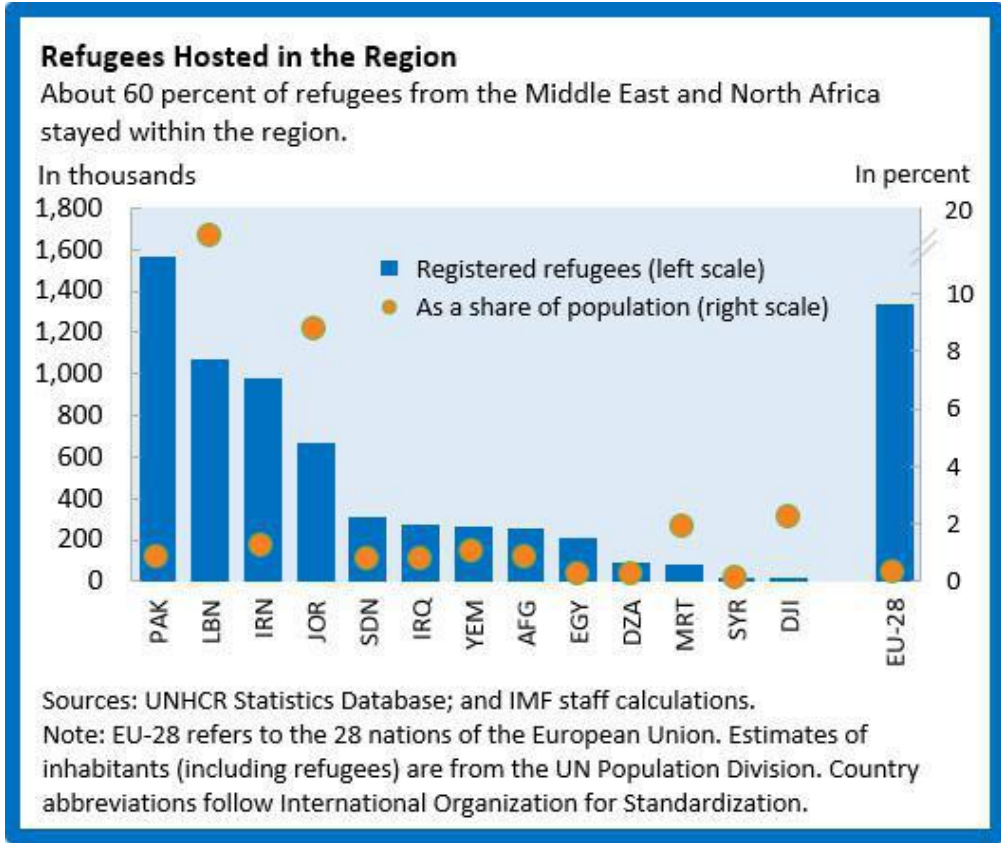 Refugees Hosted in the Region
About 60 percent of refugees from the Middle East and North Africa
stayed within the region.
In thousands
In percent
1,800
1,600
1,400
1,200
1,000
800
600
400
200
0
20
10
8
6
4
2
0
Registered refugees (left scale)
As a share of population (right scale)
PAK
LBN
IRN
JOR
SDN
IRQ
YEM
AFG
EGY
DZA
MRT
SYR
DJI
EU-28
Sources: UNHCR Statistics Database; and IMF staff calculations.
Note: EU-28 refers to the 28 nations of the European Union. Estimates of
inhabitants (including refugees) are from the UN Population Division. Country
abbreviations follow International Organization for Standardization.